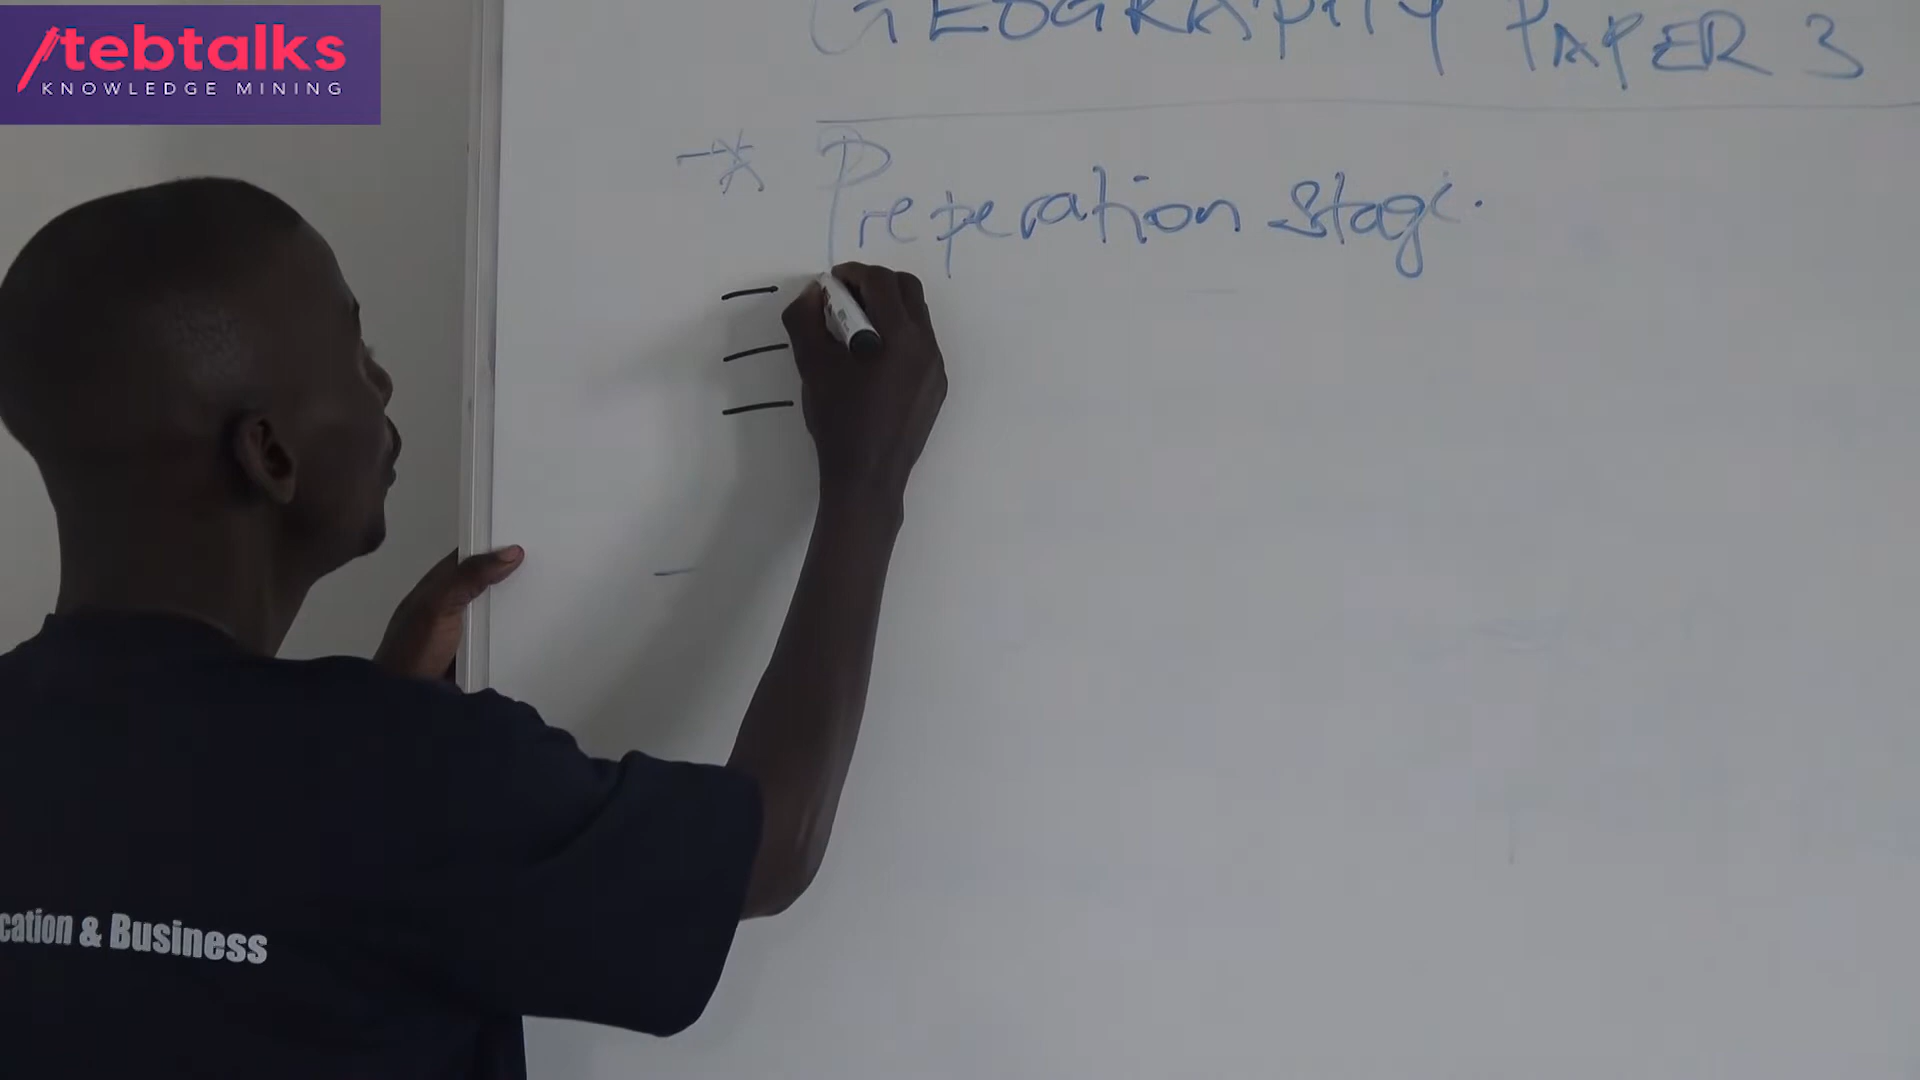 tebtalks
KNOWLEDGE MINING
GEOGRAPHY PAPER 3
Preperation Stage.
cation & Business